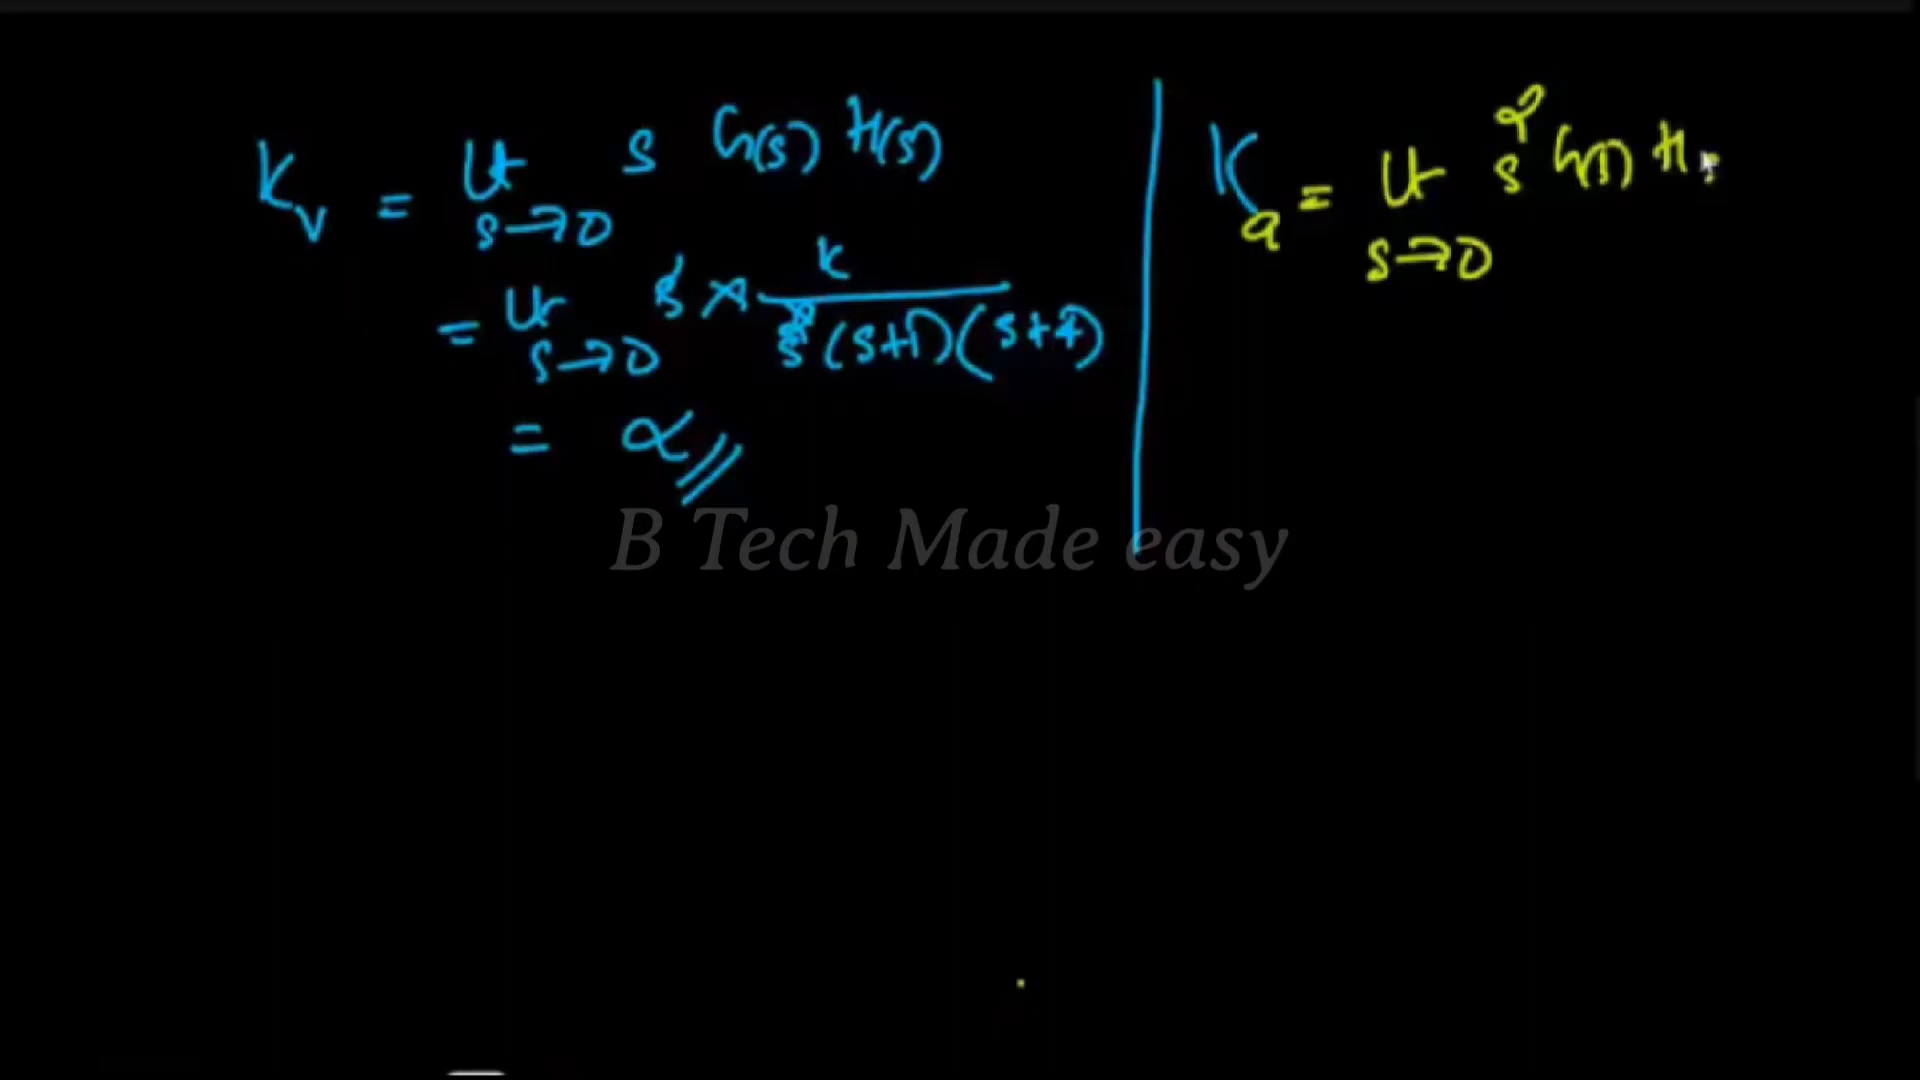 Kv = Lt s→0 s G(s) H(s)
= Lt s→0 s × k / s²(s+1)(s+4)
= ∝
Ka = Lt s→0 s² G(s) H
B Tech Made easy